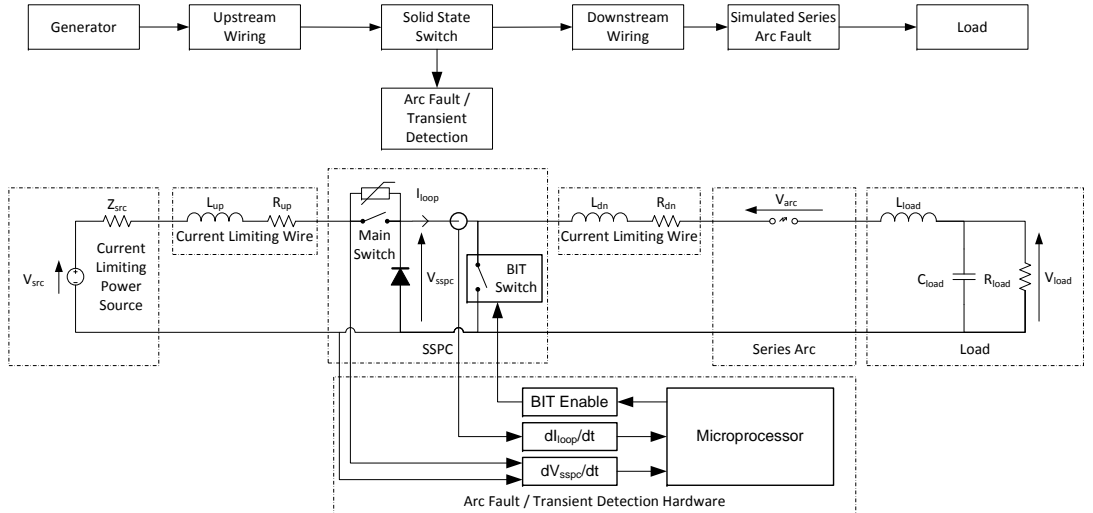 Generator
Upstream
Wiring
Solid State
Switch
Downstream
Wiring
Simulated Series
Arc Fault
Load
Arc Fault /
Transient
Detection
Zsrc
Current
Limiting
Power
Source
Vsrc
Lup
Rup
Current Limiting Wire
Main
Switch
Iloop
Vsspc
BIT
Switch
SSPC
Ldn
Rdn
Current Limiting Wire
Varc
Series Arc
Lload
Cload
Rload
Vload
Load
BIT Enable
dIloop/dt
dVsspc/dt
Microprocessor
Arc Fault / Transient Detection Hardware